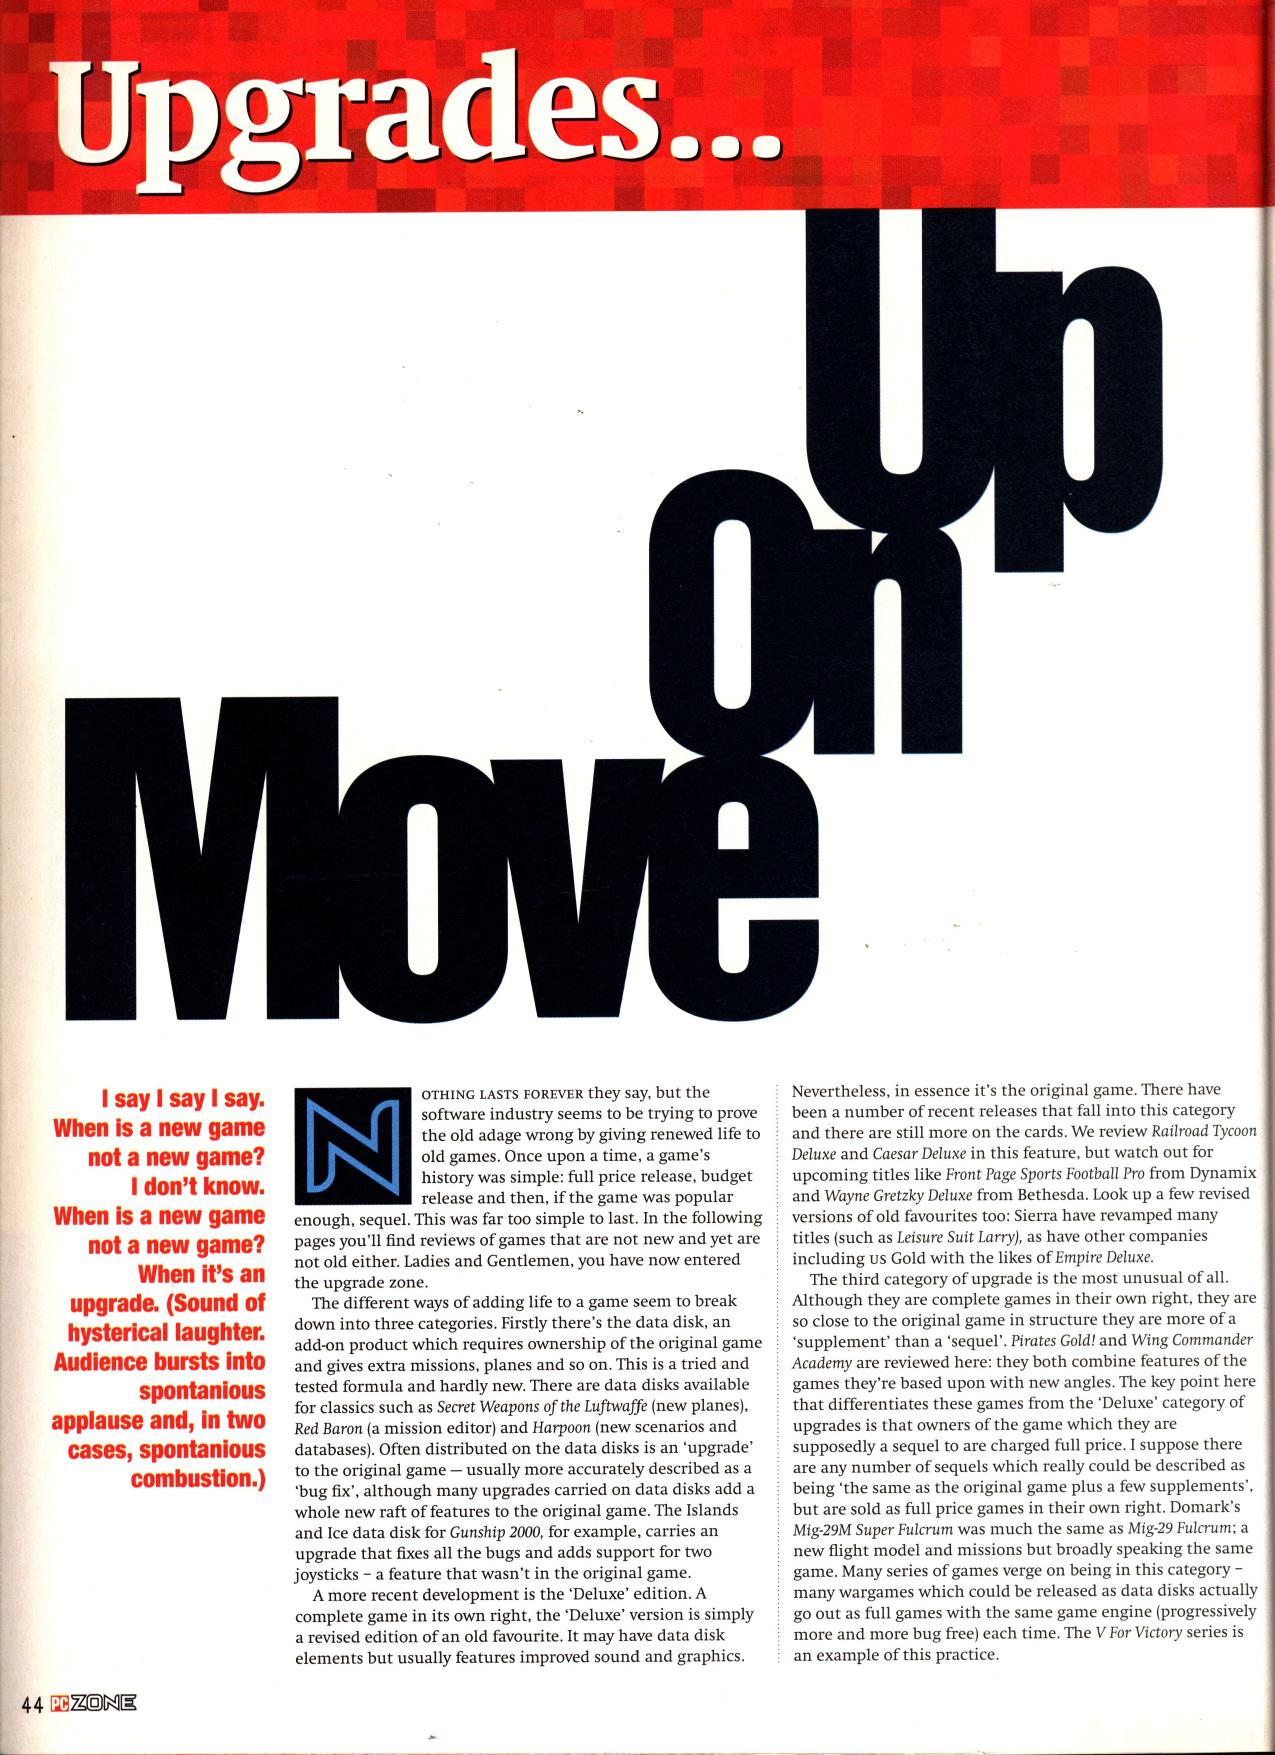 Upgrades...
Up
On
Move
I say I say I say.
When is a new game
not a new game?
I don't know.
When is a new game
not a new game?
When it's an
upgrade. (Sound of
hysterical laughter.
Audience bursts into
spontanious
applause and, in two
cases, spontanious
combustion.)
NOTHING LASTS FOREVER they say, but the
software industry seems to be trying to prove
the old adage wrong by giving renewed life to
old games. Once upon a time, a game's
history was simple: full price release, budget
release and then, if the game was popular
enough, sequel. This was far too simple to last. In the following
pages you'll find reviews of games that are not new and yet are
not old either. Ladies and Gentlemen, you have now entered
the upgrade zone.
The different ways of adding life to a game seem to break
down into three categories. Firstly there's the data disk, an
add-on product which requires ownership of the original game
and gives extra missions, planes and so on. This is a tried and
tested formula and hardly new. There are data disks available
for classics such as Secret Weapons of the Luftwaffe (new planes),
Red Baron (a mission editor) and Harpoon (new scenarios and
databases). Often distributed on the data disks is an 'upgrade'
to the original game — usually more accurately described as a
'bug fix', although many upgrades carried on data disks add a
whole new raft of features to the original game. The Islands
and Ice data disk for Gunship 2000, for example, carries an
upgrade that fixes all the bugs and adds support for two
joysticks – a feature that wasn't in the original game.
A more recent development is the 'Deluxe' edition. A
complete game in its own right, the 'Deluxe' version is simply
a revised edition of an old favourite. It may have data disk
elements but usually features improved sound and graphics.
Nevertheless, in essence it's the original game. There have
been a number of recent releases that fall into this category
and there are still more on the cards. We review Railroad Tycoon
Deluxe and Caesar Deluxe in this feature, but watch out for
upcoming titles like Front Page Sports Football Pro from Dynamix
and Wayne Gretzky Deluxe from Bethesda. Look up a few revised
versions of old favourites too: Sierra have revamped many
titles (such as Leisure Suit Larry), as have other companies
including US Gold with the likes of Empire Deluxe.
The third category of upgrade is the most unusual of all.
Although they are complete games in their own right, they are
so close to the original game in structure they are more of a
'supplement' than a 'sequel'. Pirates Gold! and Wing Commander
Academy are reviewed here: they both combine features of the
games they're based upon with new angles. The key point here
that differentiates these games from the 'Deluxe' category of
upgrades is that owners of the game which they are
supposedly a sequel to are charged full price. I suppose there
are any number of sequels which really could be described as
being 'the same as the original game plus a few supplements',
but are sold as full price games in their own right. Domark's
Mig-29M Super Fulcrum was much the same as Mig-29 Fulcrum; a
new flight model and missions but broadly speaking the same
game. Many series of games verge on being in this category –
many wargames which could be released as data disks actually
go out as full games with the same game engine (progressively
more and more bug free) each time. The V For Victory series is
an example of this practice.
44 PC ZONE